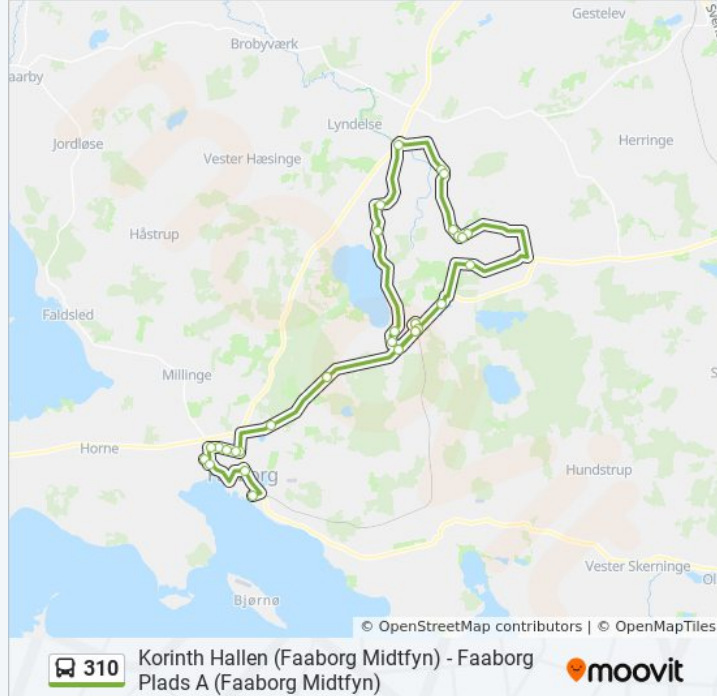 Gestelev
Brobyværk
aarby
Lyndelse
Herringe
Jordløse
Vester Hæsinge
Håstrup
Faldsled
Millinge
Horne
Hundstrup
Vester Skerninge
Bjørnø
© OpenStreetMap contributors | © OpenMapTiles
310
Korinth Hallen (Faaborg Midtfyn) - Faaborg
Plads A (Faaborg Midtfyn)
moovit